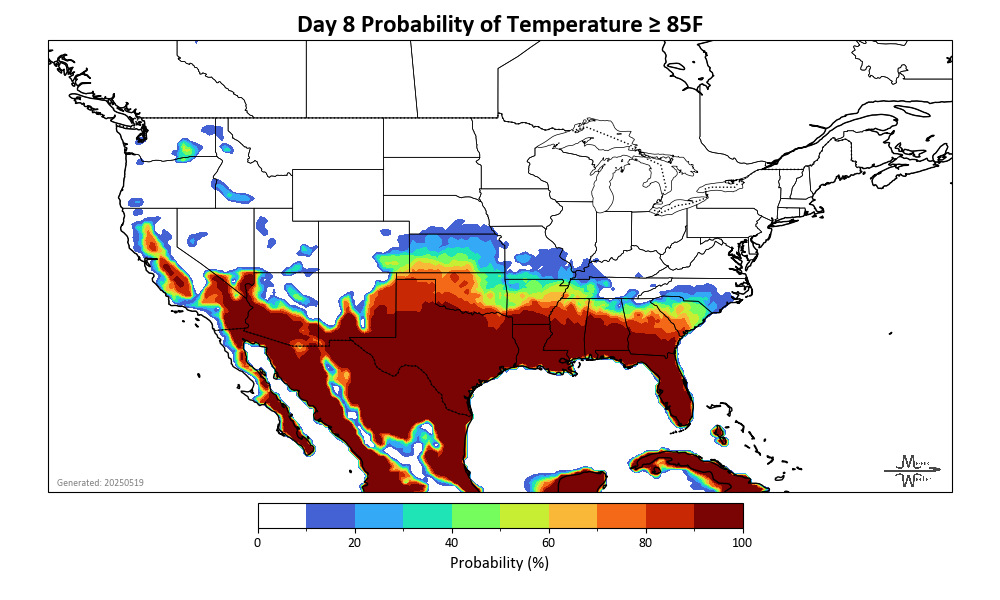 Day 8 Probability of Temperature ≥ 85F
Generated: 20250519
0 20 40 60 80 100
Probability (%)